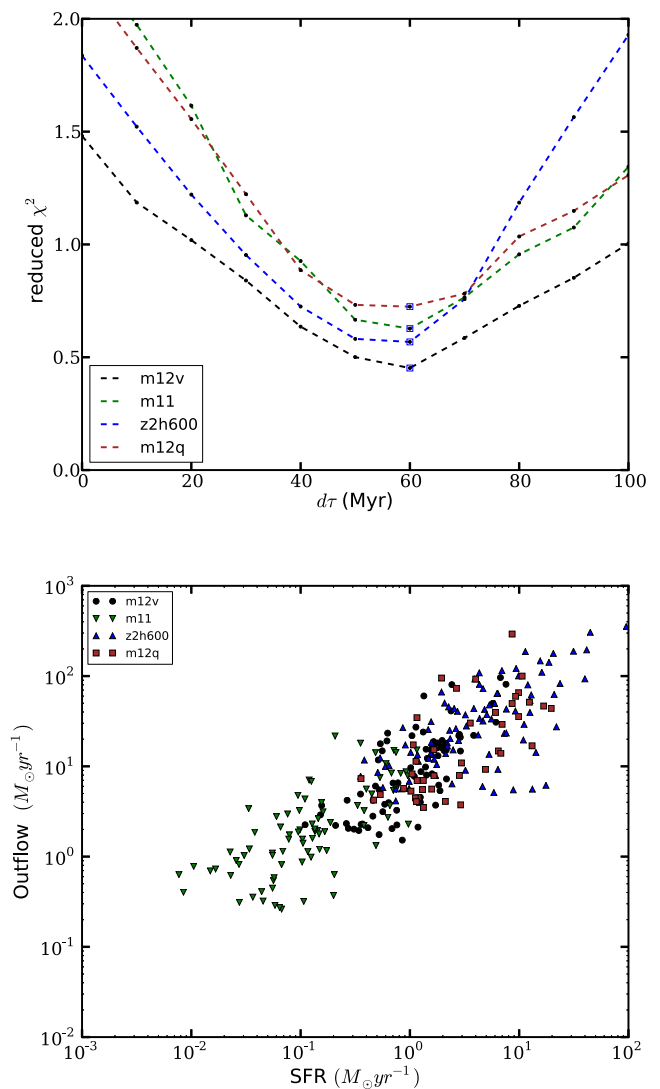 2.0
1.5
1.0
0.5
0.0
reduced χ²
m12v
m11
z2h600
m12q
0 20 40 60 80 100
dτ (Myr)
10³
10²
10¹
10⁰
10⁻¹
10⁻²
Outflow (M☉yr⁻¹)
m12v
m11
z2h600
m12q
10⁻³ 10⁻² 10⁻¹ 10⁰ 10¹ 10²
SFR (M☉yr⁻¹)